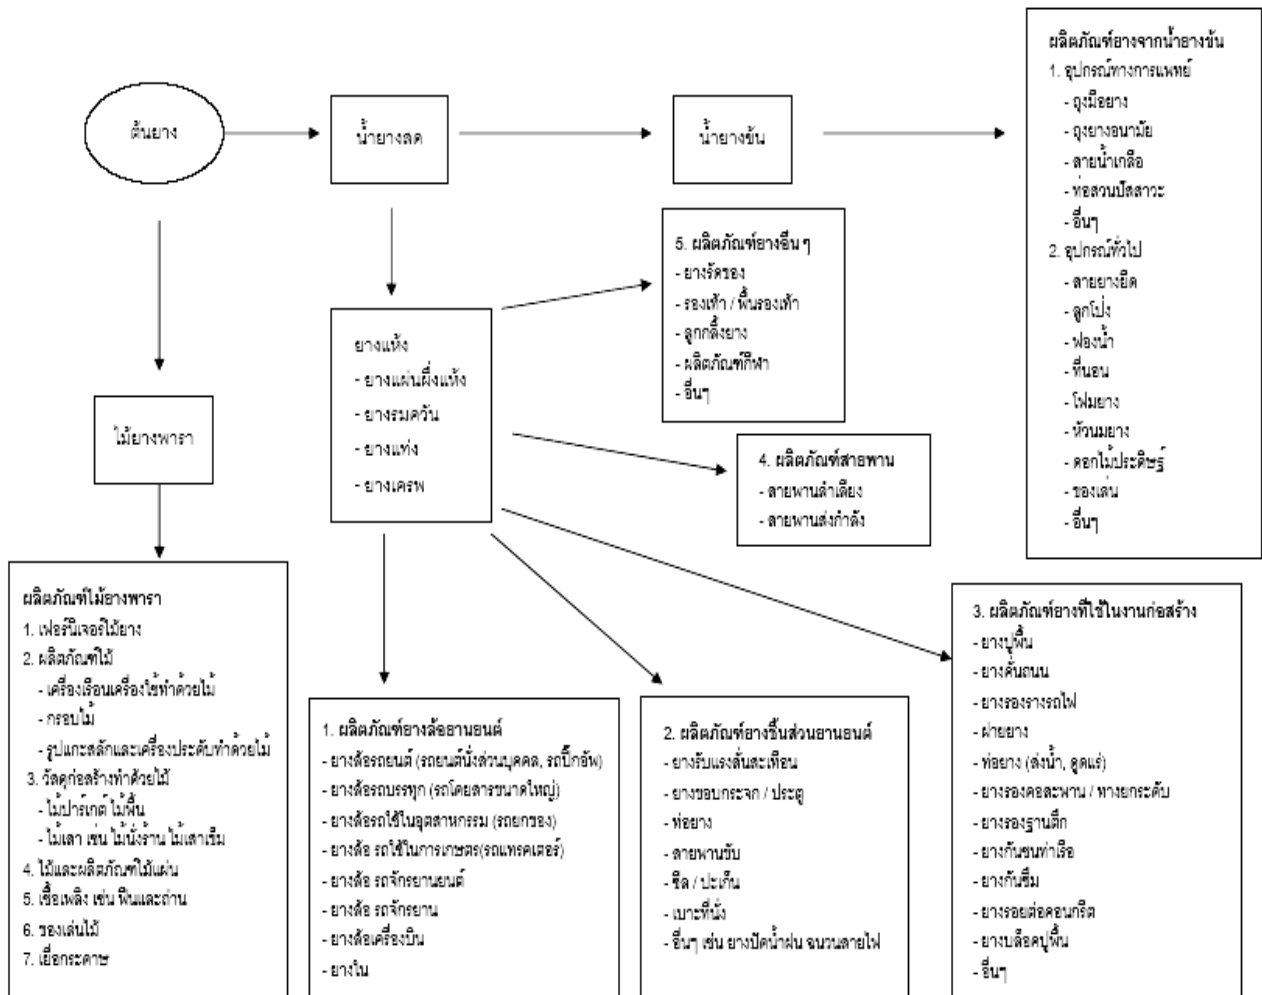 ต้นยาง
น้ำยางสด
น้ำยางข้น
ผลิตภัณฑ์ยางจากน้ำยางข้น
1. อุปกรณ์ทางการแพทย์
- ถุงมือยาง
- ถุงยางอนามัย
- สายน้ำเกลือ
- ท่อสวนปัสสาวะ
- อื่นๆ
2. อุปกรณ์ทั่วไป
- สายยางยืด
- ลูกโป่ง
- ฟองน้ำ
- ที่นอน
- โฟมยาง
- หัวนมยาง
- ดอกไม้ประดิษฐ์
- ของเล่น
- อื่นๆ
ยางแห้ง
- ยางแผ่นผึ่งแห้ง
- ยางรมควัน
- ยางแท่ง
- ยางเครพ
5. ผลิตภัณฑ์ยางอื่นๆ
- ยางรัดของ
- รองเท้า / พื้นรองเท้า
- ลูกกลิ้งยาง
- ผลิตภัณฑ์กีฬา
- อื่นๆ
4. ผลิตภัณฑ์สายพาน
- สายพานลำเลียง
- สายพานส่งกำลัง
ไม้ยางพารา
ผลิตภัณฑ์ไม้ยางพารา
1. เฟอร์นิเจอร์ไม้ยาง
2. ผลิตภัณฑ์ไม้
- เครื่องเรือนเครื่องใช้ทำด้วยไม้
- กรอบไม้
- รูปแกะสลักและเครื่องประดับทำด้วยไม้
3. วัสดุก่อสร้างทำด้วยไม้
- ไม้ปาร์เกต์ ไม้พื้น
- ไม้เสา เช่น ไม้นั่งร้าน ไม้เสาเข็ม
4. ไม้และผลิตภัณฑ์ไม้แผ่น
5. เชื้อเพลิง เช่น ฟืนและถ่าน
6. ของเล่นไม้
7. เยื่อกระดาษ
1. ผลิตภัณฑ์ยางล้อยานยนต์
- ยางล้อรถยนต์ (รถยนต์นั่งส่วนบุคคล, รถปิ๊กอัพ)
- ยางล้อรถบรรทุก (รถโดยสารขนาดใหญ่)
- ยางล้อรถใช้ในอุตสาหกรรม (รถยกของ)
- ยางล้อ รถใช้ในการเกษตร(รถแทรคเตอร์)
- ยางล้อ รถจักรยานยนต์
- ยางล้อ รถจักรยาน
- ยางล้อเครื่องบิน
- ยางใน
2. ผลิตภัณฑ์ยางชิ้นส่วนยานยนต์
- ยางรับแรงสั่นสะเทือน
- ยางขอบกระจก / ประตู
- ท่อยาง
- สายพานขับ
- ซีล / ปะเก็น
- เบาะที่นั่ง
- อื่นๆ เช่น ยางปัดน้ำฝน ฉนวนสายไฟ
3. ผลิตภัณฑ์ยางที่ใช้ในงานก่อสร้าง
- ยางปูพื้น
- ยางคั่นถนน
- ยางรองรางรถไฟ
- ฝายยาง
- ท่อยาง (ส่งน้ำ, ดูดแร่)
- ยางรองคอสะพาน / ทางยกระดับ
- ยางรองฐานตึก
- ยางกันชนท่าเรือ
- ยางกันซึม
- ยางรอยต่อคอนกรีต
- ยางบล๊อคปูพื้น
- อื่นๆ